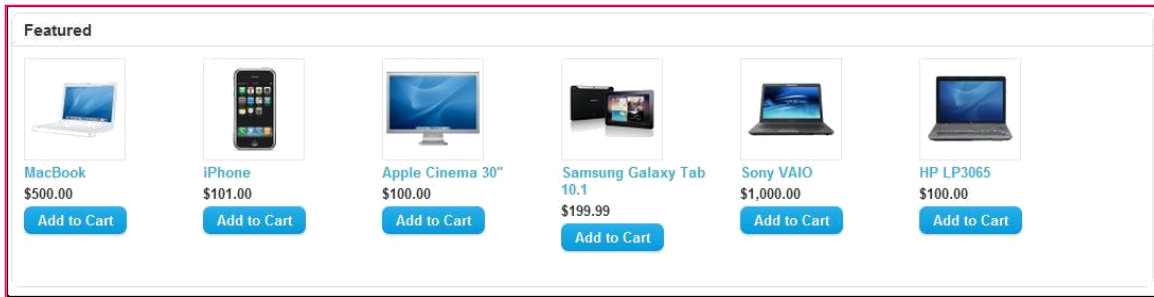 Featured
MacBook
$500.00
Add to Cart
iPhone
$101.00
Add to Cart
Apple Cinema 30"
$100.00
Add to Cart
Samsung Galaxy Tab
10.1
$199.99
Add to Cart
Sony VAIO
$1,000.00
Add to Cart
HP LP3065
$100.00
Add to Cart